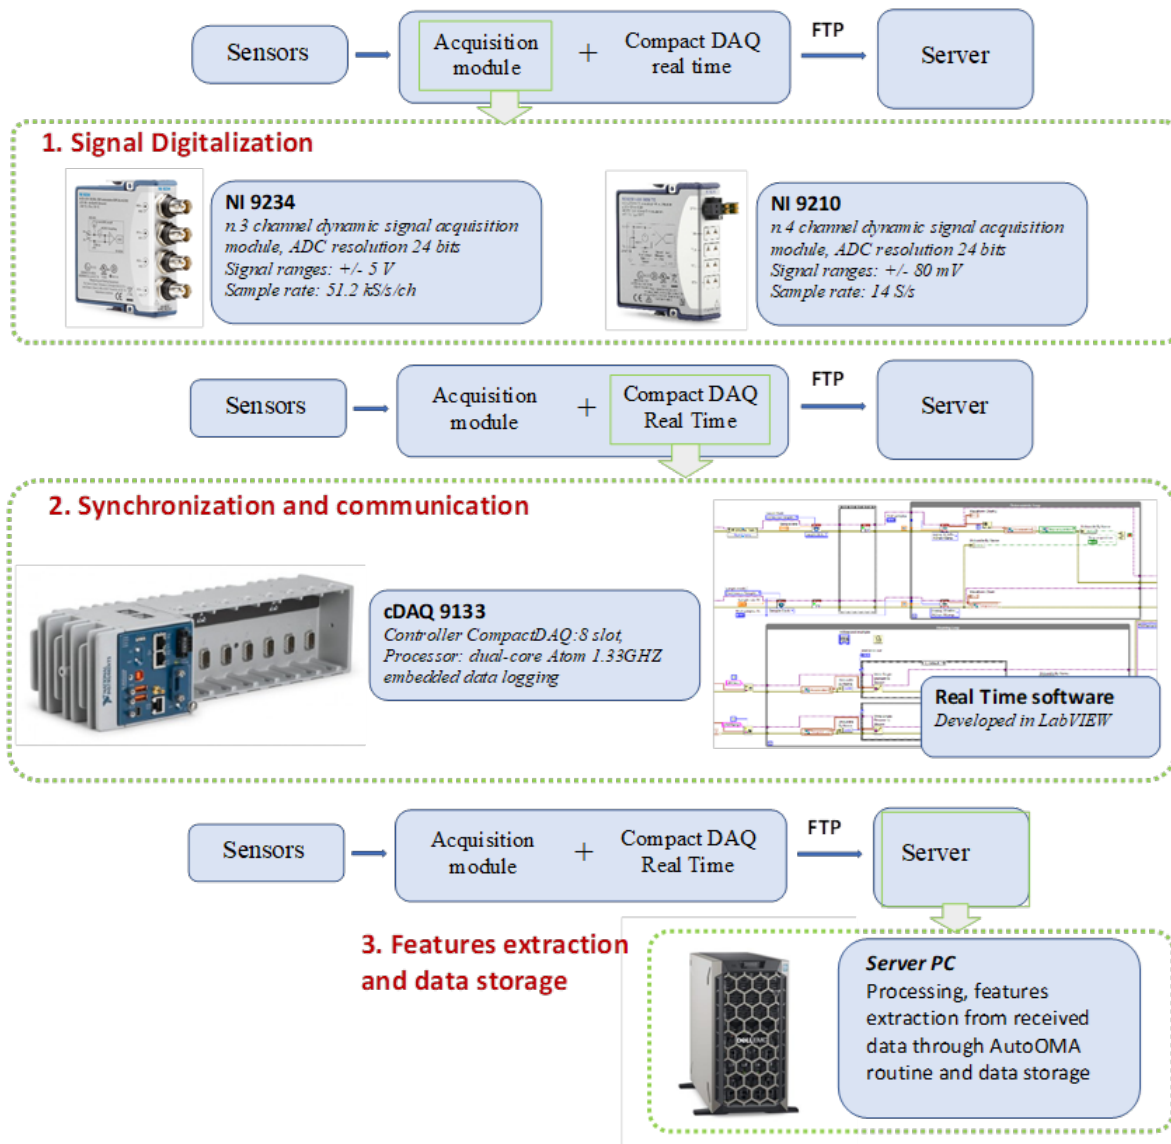 Sensors
Acquisition
module
+
Compact DAQ
real time
FTP
Server
1. Signal Digitalization
NI 9234
n.3 channel dynamic signal acquisition
module, ADC resolution 24 bits
Signal ranges: +/- 5 V
Sample rate: 51.2 kS/s/ch
NI 9210
n.4 channel dynamic signal acquisition
module, ADC resolution 24 bits
Signal ranges: +/- 80 mV
Sample rate: 14 S/s
Sensors
Acquisition
module
+
Compact DAQ
Real Time
FTP
Server
2. Synchronization and communication
cDAQ 9133
Controller CompactDAQ:8 slot,
Processor: dual-core Atom 1.33GHZ
embedded data logging
Real Time software
Developed in LabVIEW
Sensors
Acquisition
module
+
Compact DAQ
Real Time
FTP
Server
3. Features extraction
and data storage
DELL EMC
Server PC
Processing, features
extraction from received
data through AutoOMA
routine and data storage